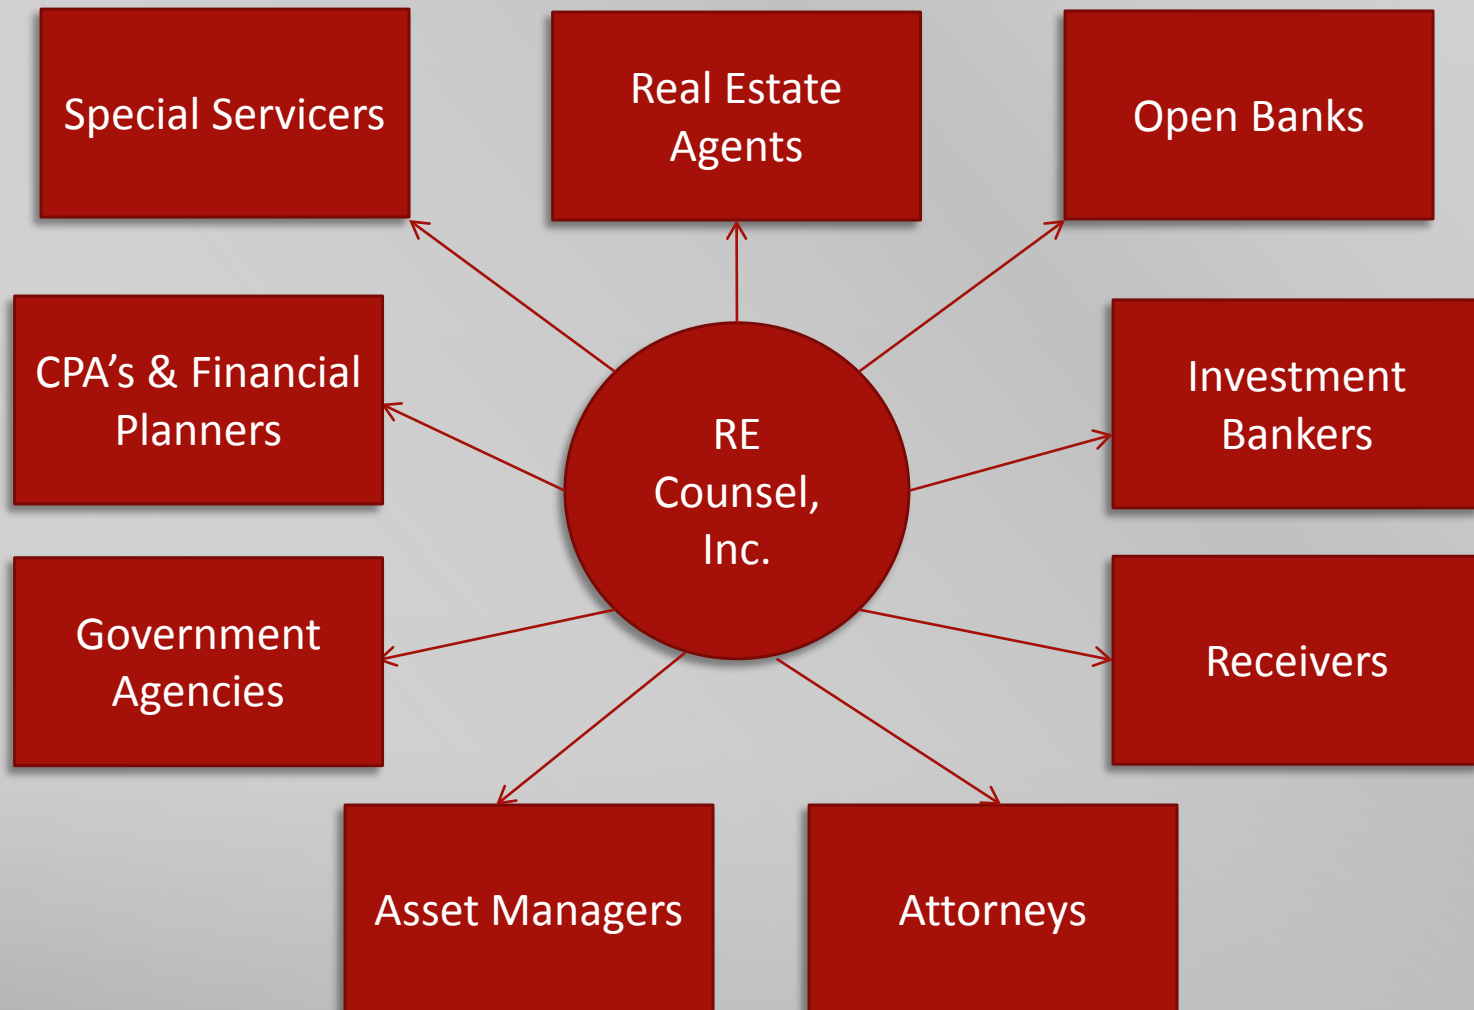 Special Servicers
Real Estate
Agents
Open Banks
CPA’s & Financial
Planners
RE
Counsel,
Inc.
Investment
Bankers
Government
Agencies
Receivers
Asset Managers
Attorneys